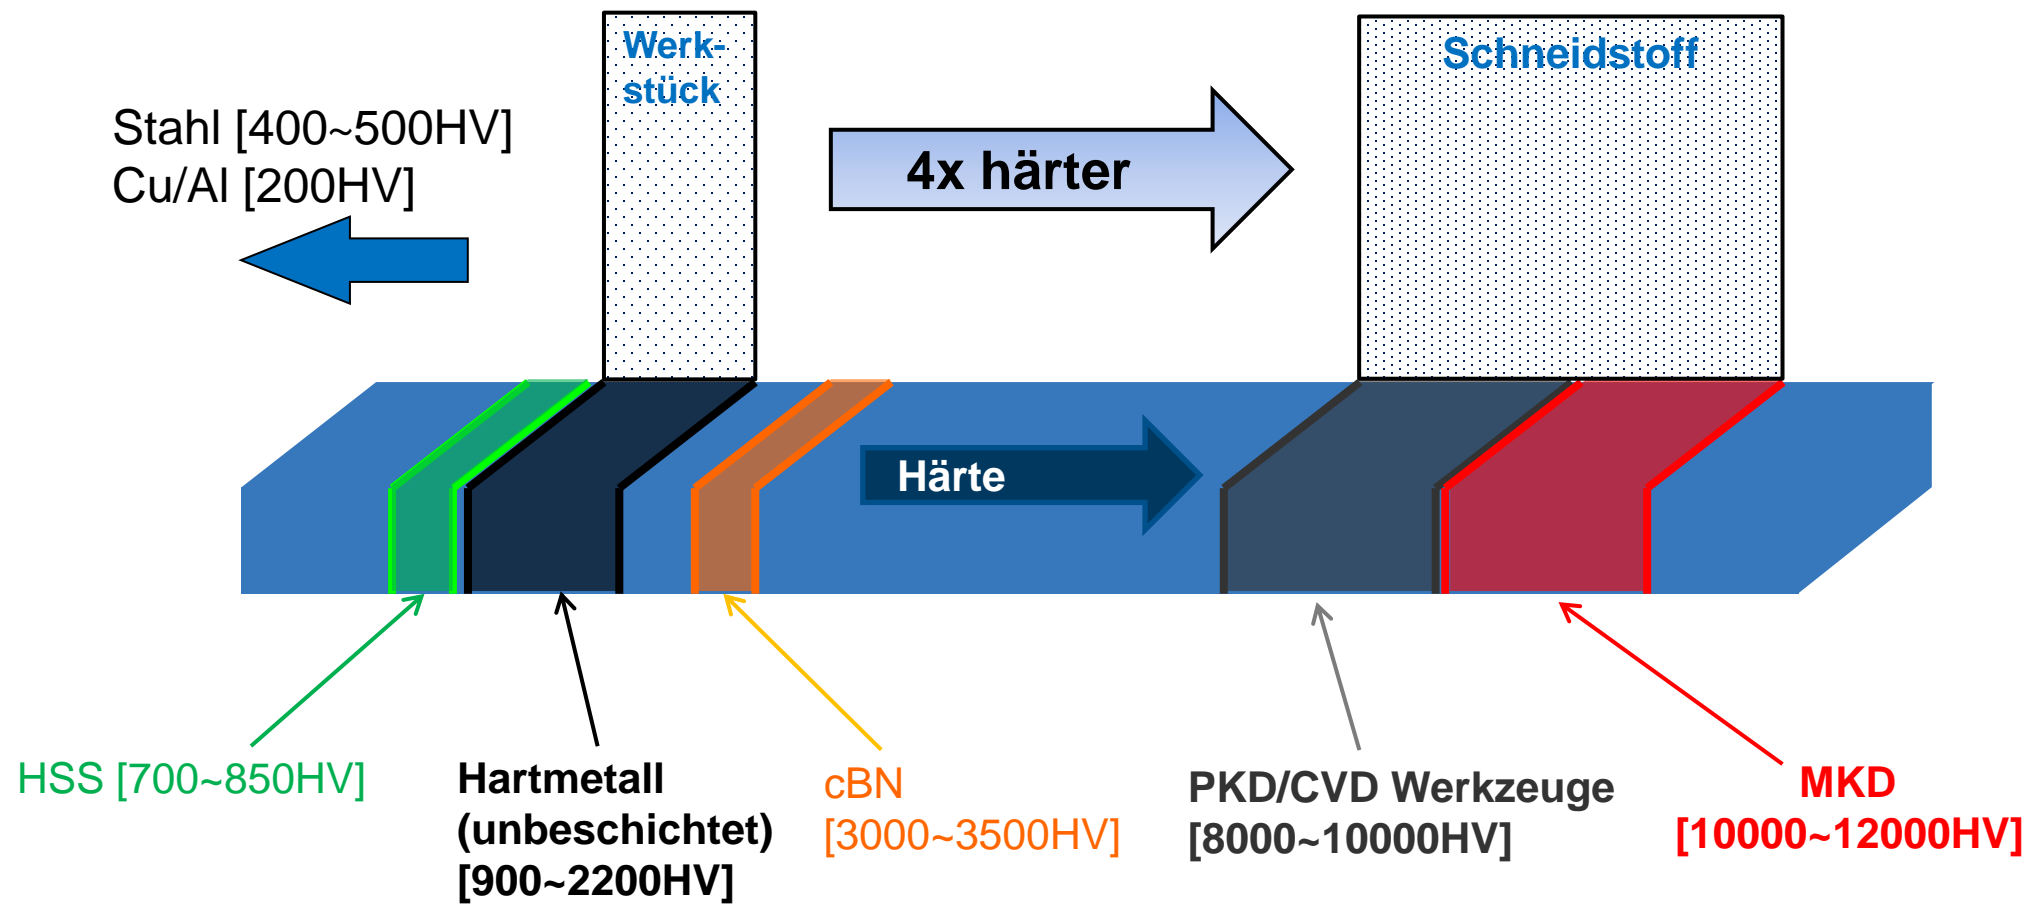 Werk-
stück
Schneidstoff
Stahl [400~500HV]
Cu/Al [200HV]
4x härter
Härte
HSS [700~850HV]
Hartmetall
(unbeschichtet)
[900~2200HV]
cBN
[3000~3500HV]
PKD/CVD Werkzeuge
[8000~10000HV]
MKD
[10000~12000HV]